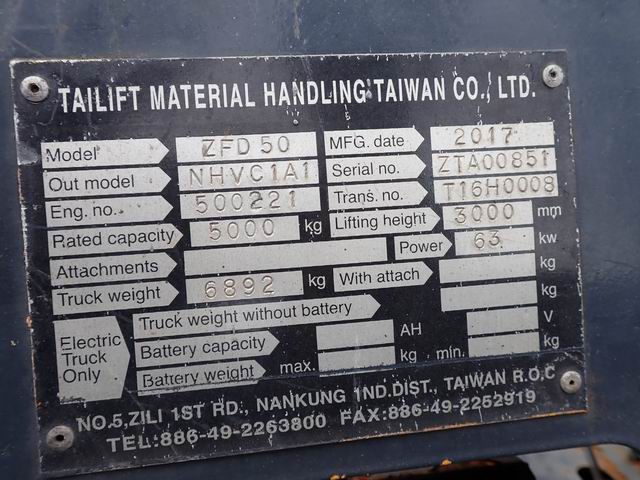 TAILIFT MATERIAL HANDLING TAIWAN CO., LTD.
Model ZFD 50 MFG. date 2017
Out model NHVC1A1 Serial no. ZTA00851
Eng. no. 500221 Trans. no. T16H0008
Rated capacity 5000 kg Lifting height 3000 mm
Attachments Power 63 kw
Truck weight 6892 kg With attach kg
kg
Electric Truck Only Truck weight without battery V
Battery capacity AH
Battery weight max. kg min. kg
NO.5,ZILI 1ST RD., NANKUNG IND.DIST., TAIWAN R.O.C
TEL:886-49-2263800 FAX:886-49-2252919